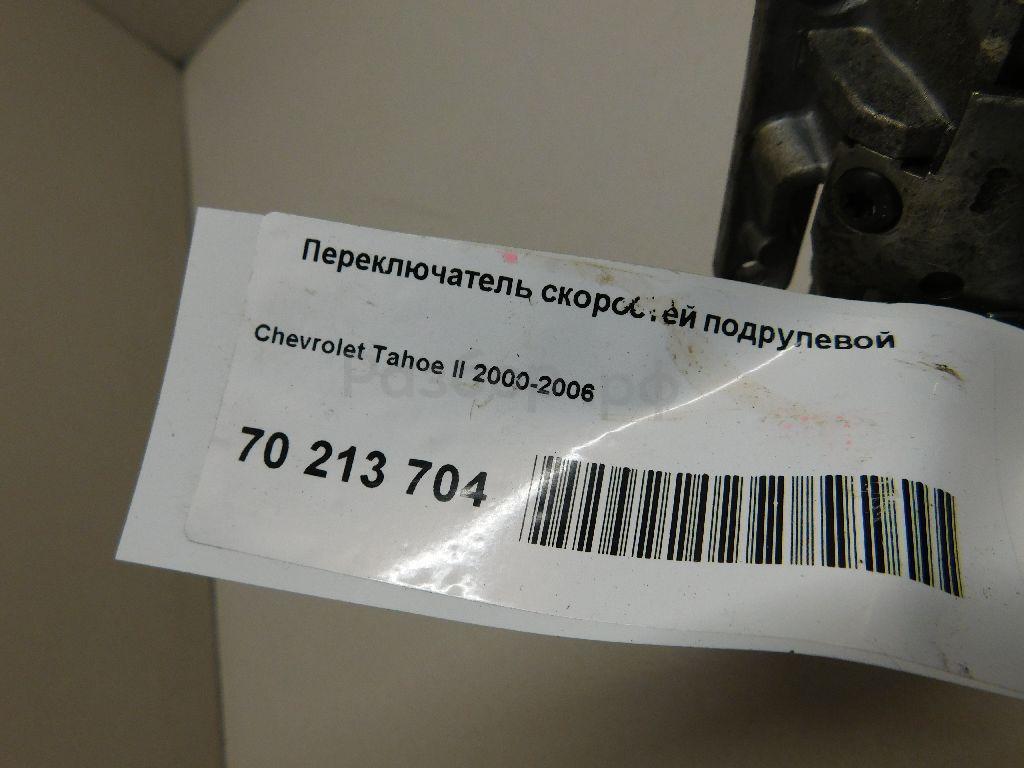 Переключатель скоростей подрулевой
Chevrolet Tahoe II 2000-2006
70 213 704